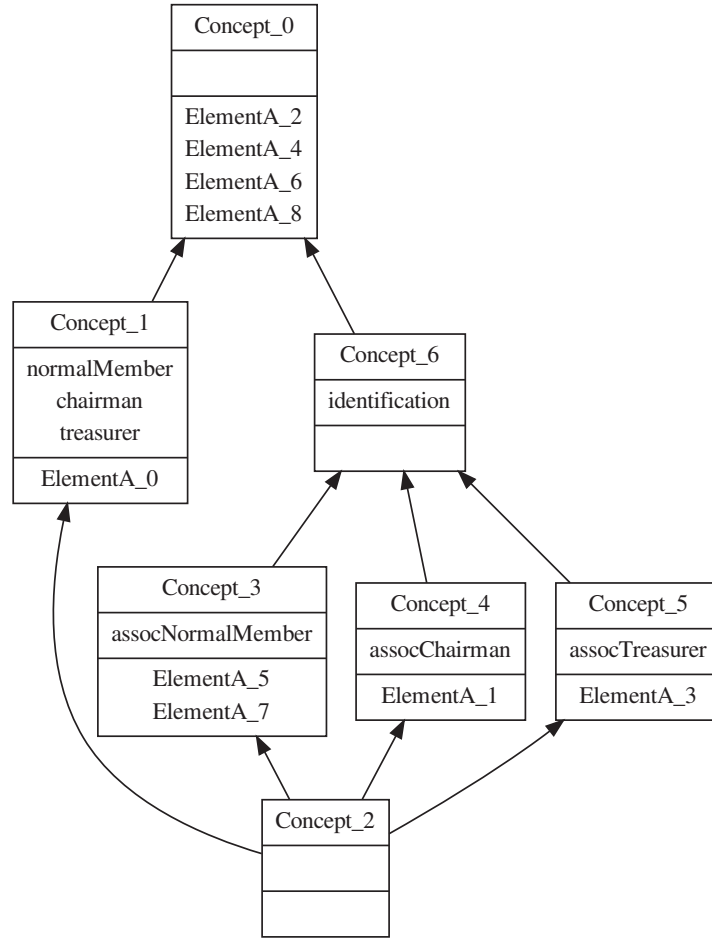 Concept_0
ElementA_2
ElementA_4
ElementA_6
ElementA_8
Concept_1
normalMember
chairman
treasurer
ElementA_0
Concept_6
identification
Concept_3
assocNormalMember
ElementA_5
ElementA_7
Concept_4
assocChairman
ElementA_1
Concept_5
assocTreasurer
ElementA_3
Concept_2